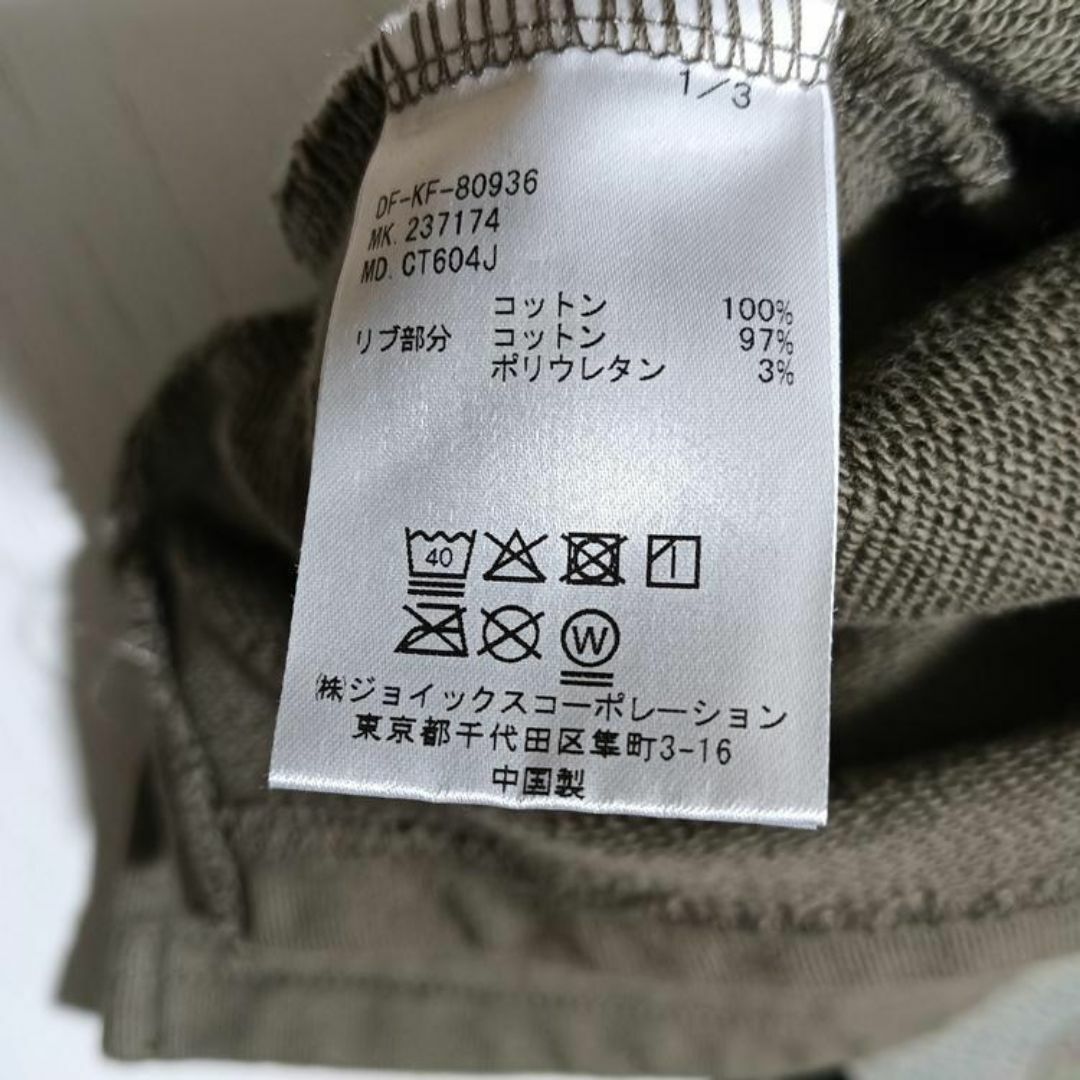 1/3
DF-KF-80936
MK. 237174
MD. CT604J
コットン 100%
リブ部分 コットン 97%
ポリウレタン 3%
40
W
㈱ジョイックスコーポレーション
東京都千代田区隼町3-16
中国製